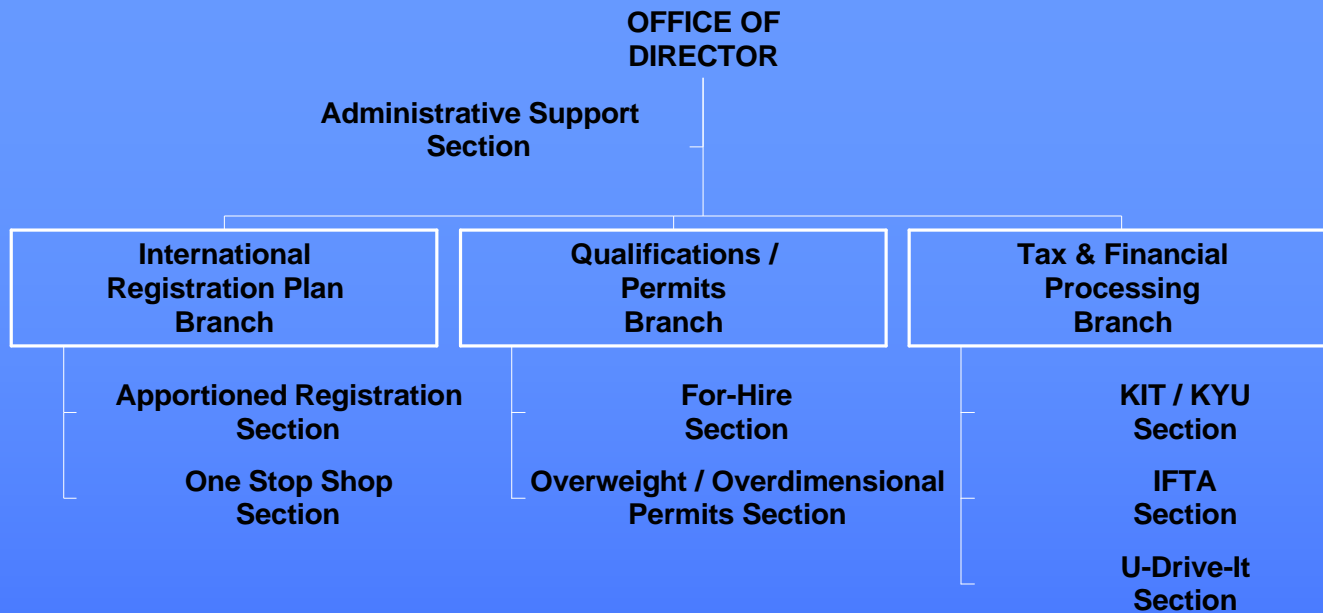 OFFICE OF
DIRECTOR
Administrative Support
Section
International
Registration Plan
Branch
Qualifications /
Permits
Branch
Tax & Financial
Processing
Branch
Apportioned Registration
Section
One Stop Shop
Section
For-Hire
Section
Overweight / Overdimensional
Permits Section
KIT / KYU
Section
IFTA
Section
U-Drive-It
Section